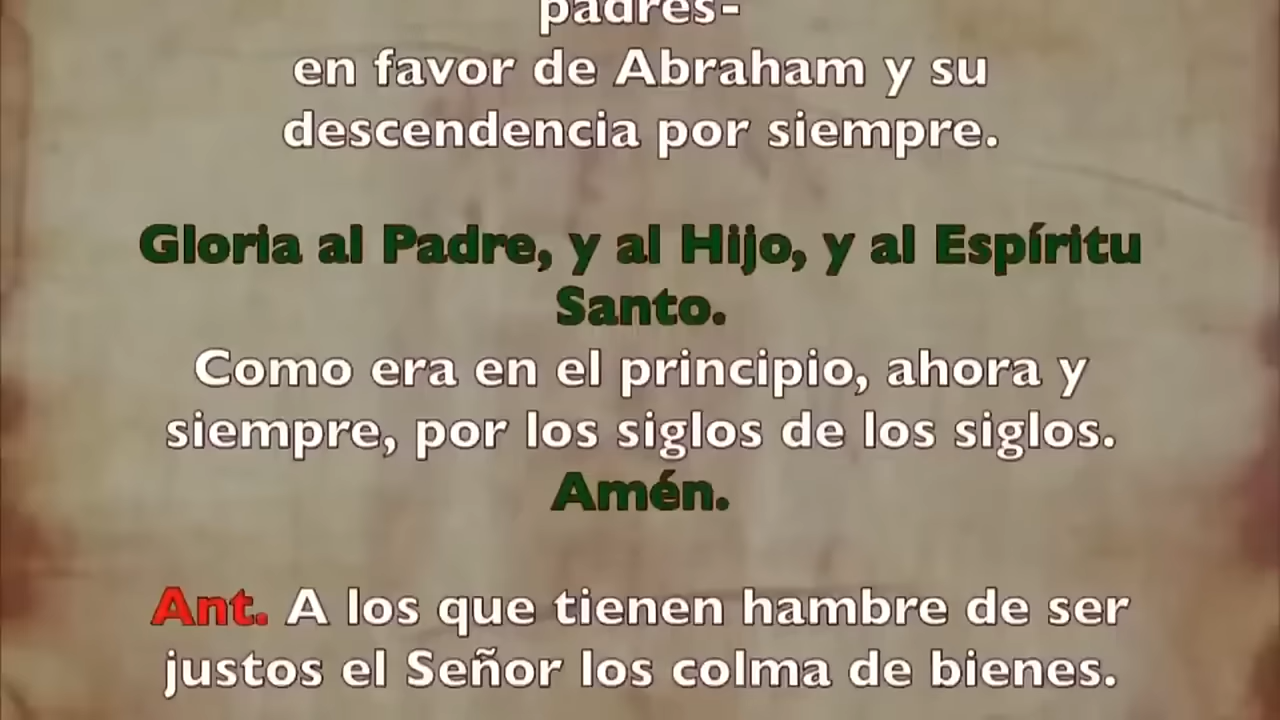 padres-
en favor de Abraham y su
descendencia por siempre.
Gloria al Padre, y al Hijo, y al Espíritu
Santo.
Como era en el principio, ahora y
siempre, por los siglos de los siglos.
Amén.
Ant. A los que tienen hambre de ser
justos el Señor los colma de bienes.